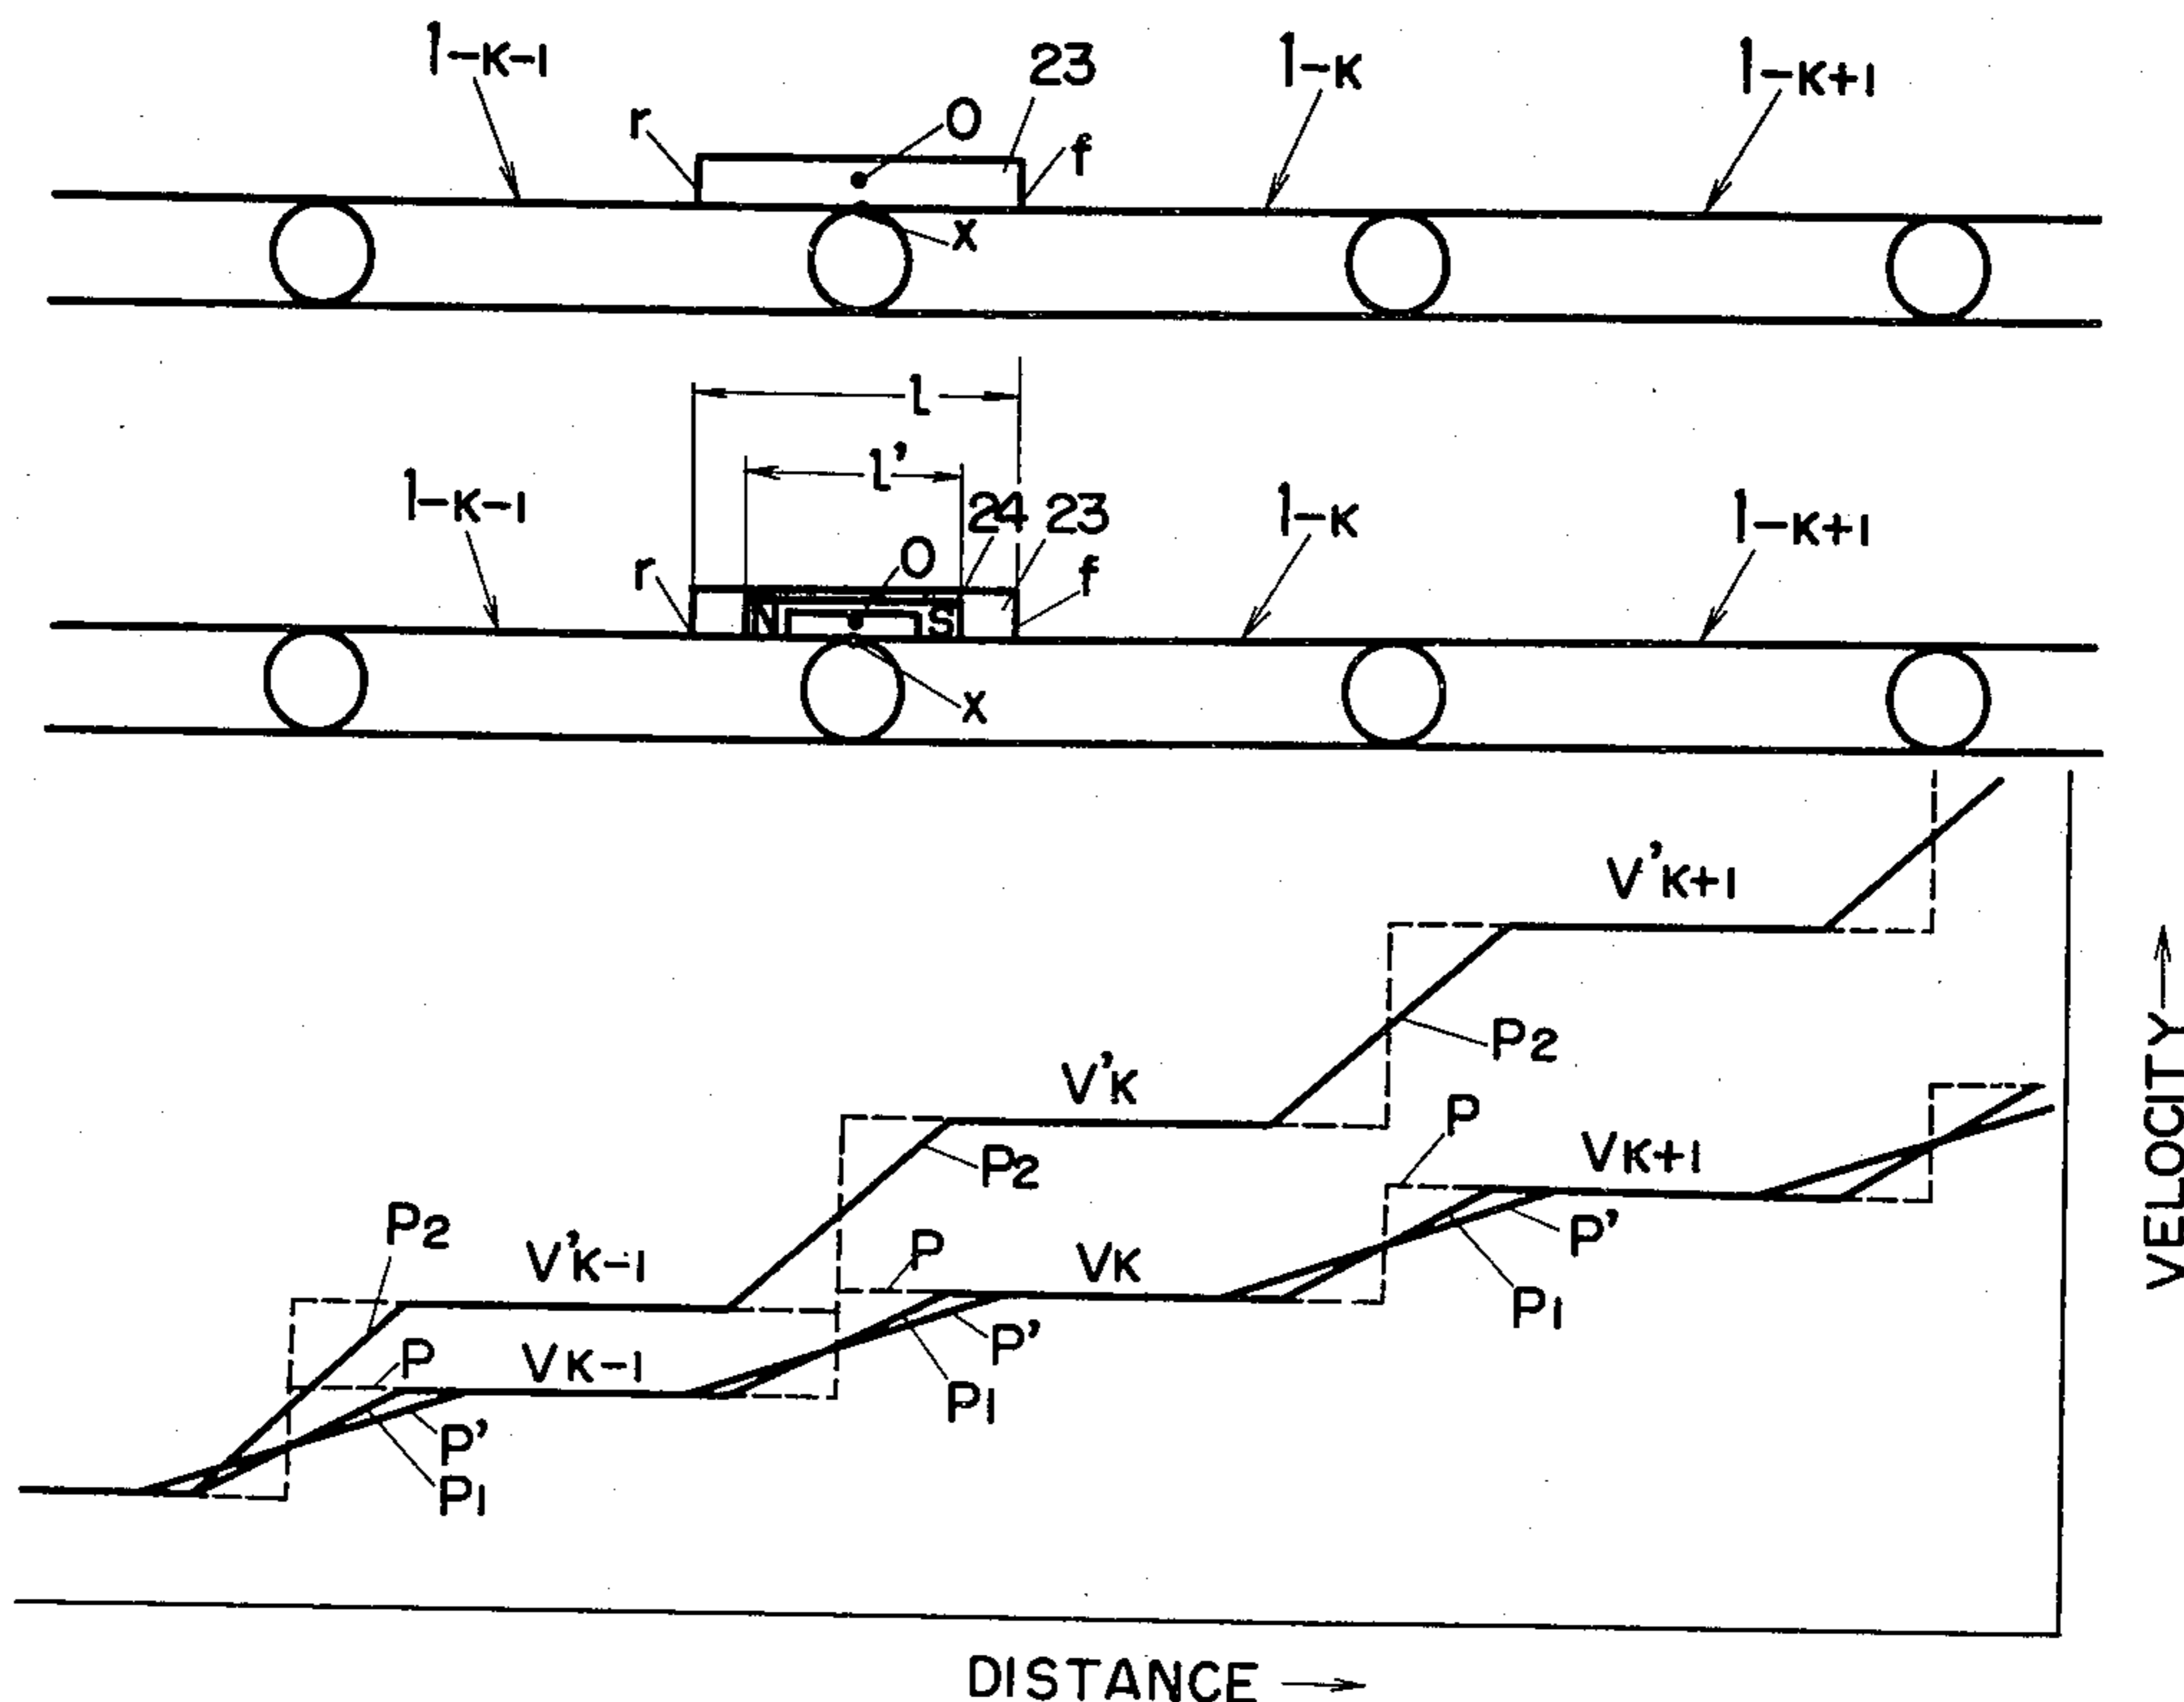 1-K-1
r
O
23
f
x
1-K
1-K+1
l
l'
1-K-1
r
O
24
23
f
N
S
x
1-K
1-K+1
V'K+1
P2
V'K
P
P2
VK+1
P2
V'K-1
P
VK
P'
P1
P
VK-1
P'
P1
P'
P1
VELOCITY→
DISTANCE →